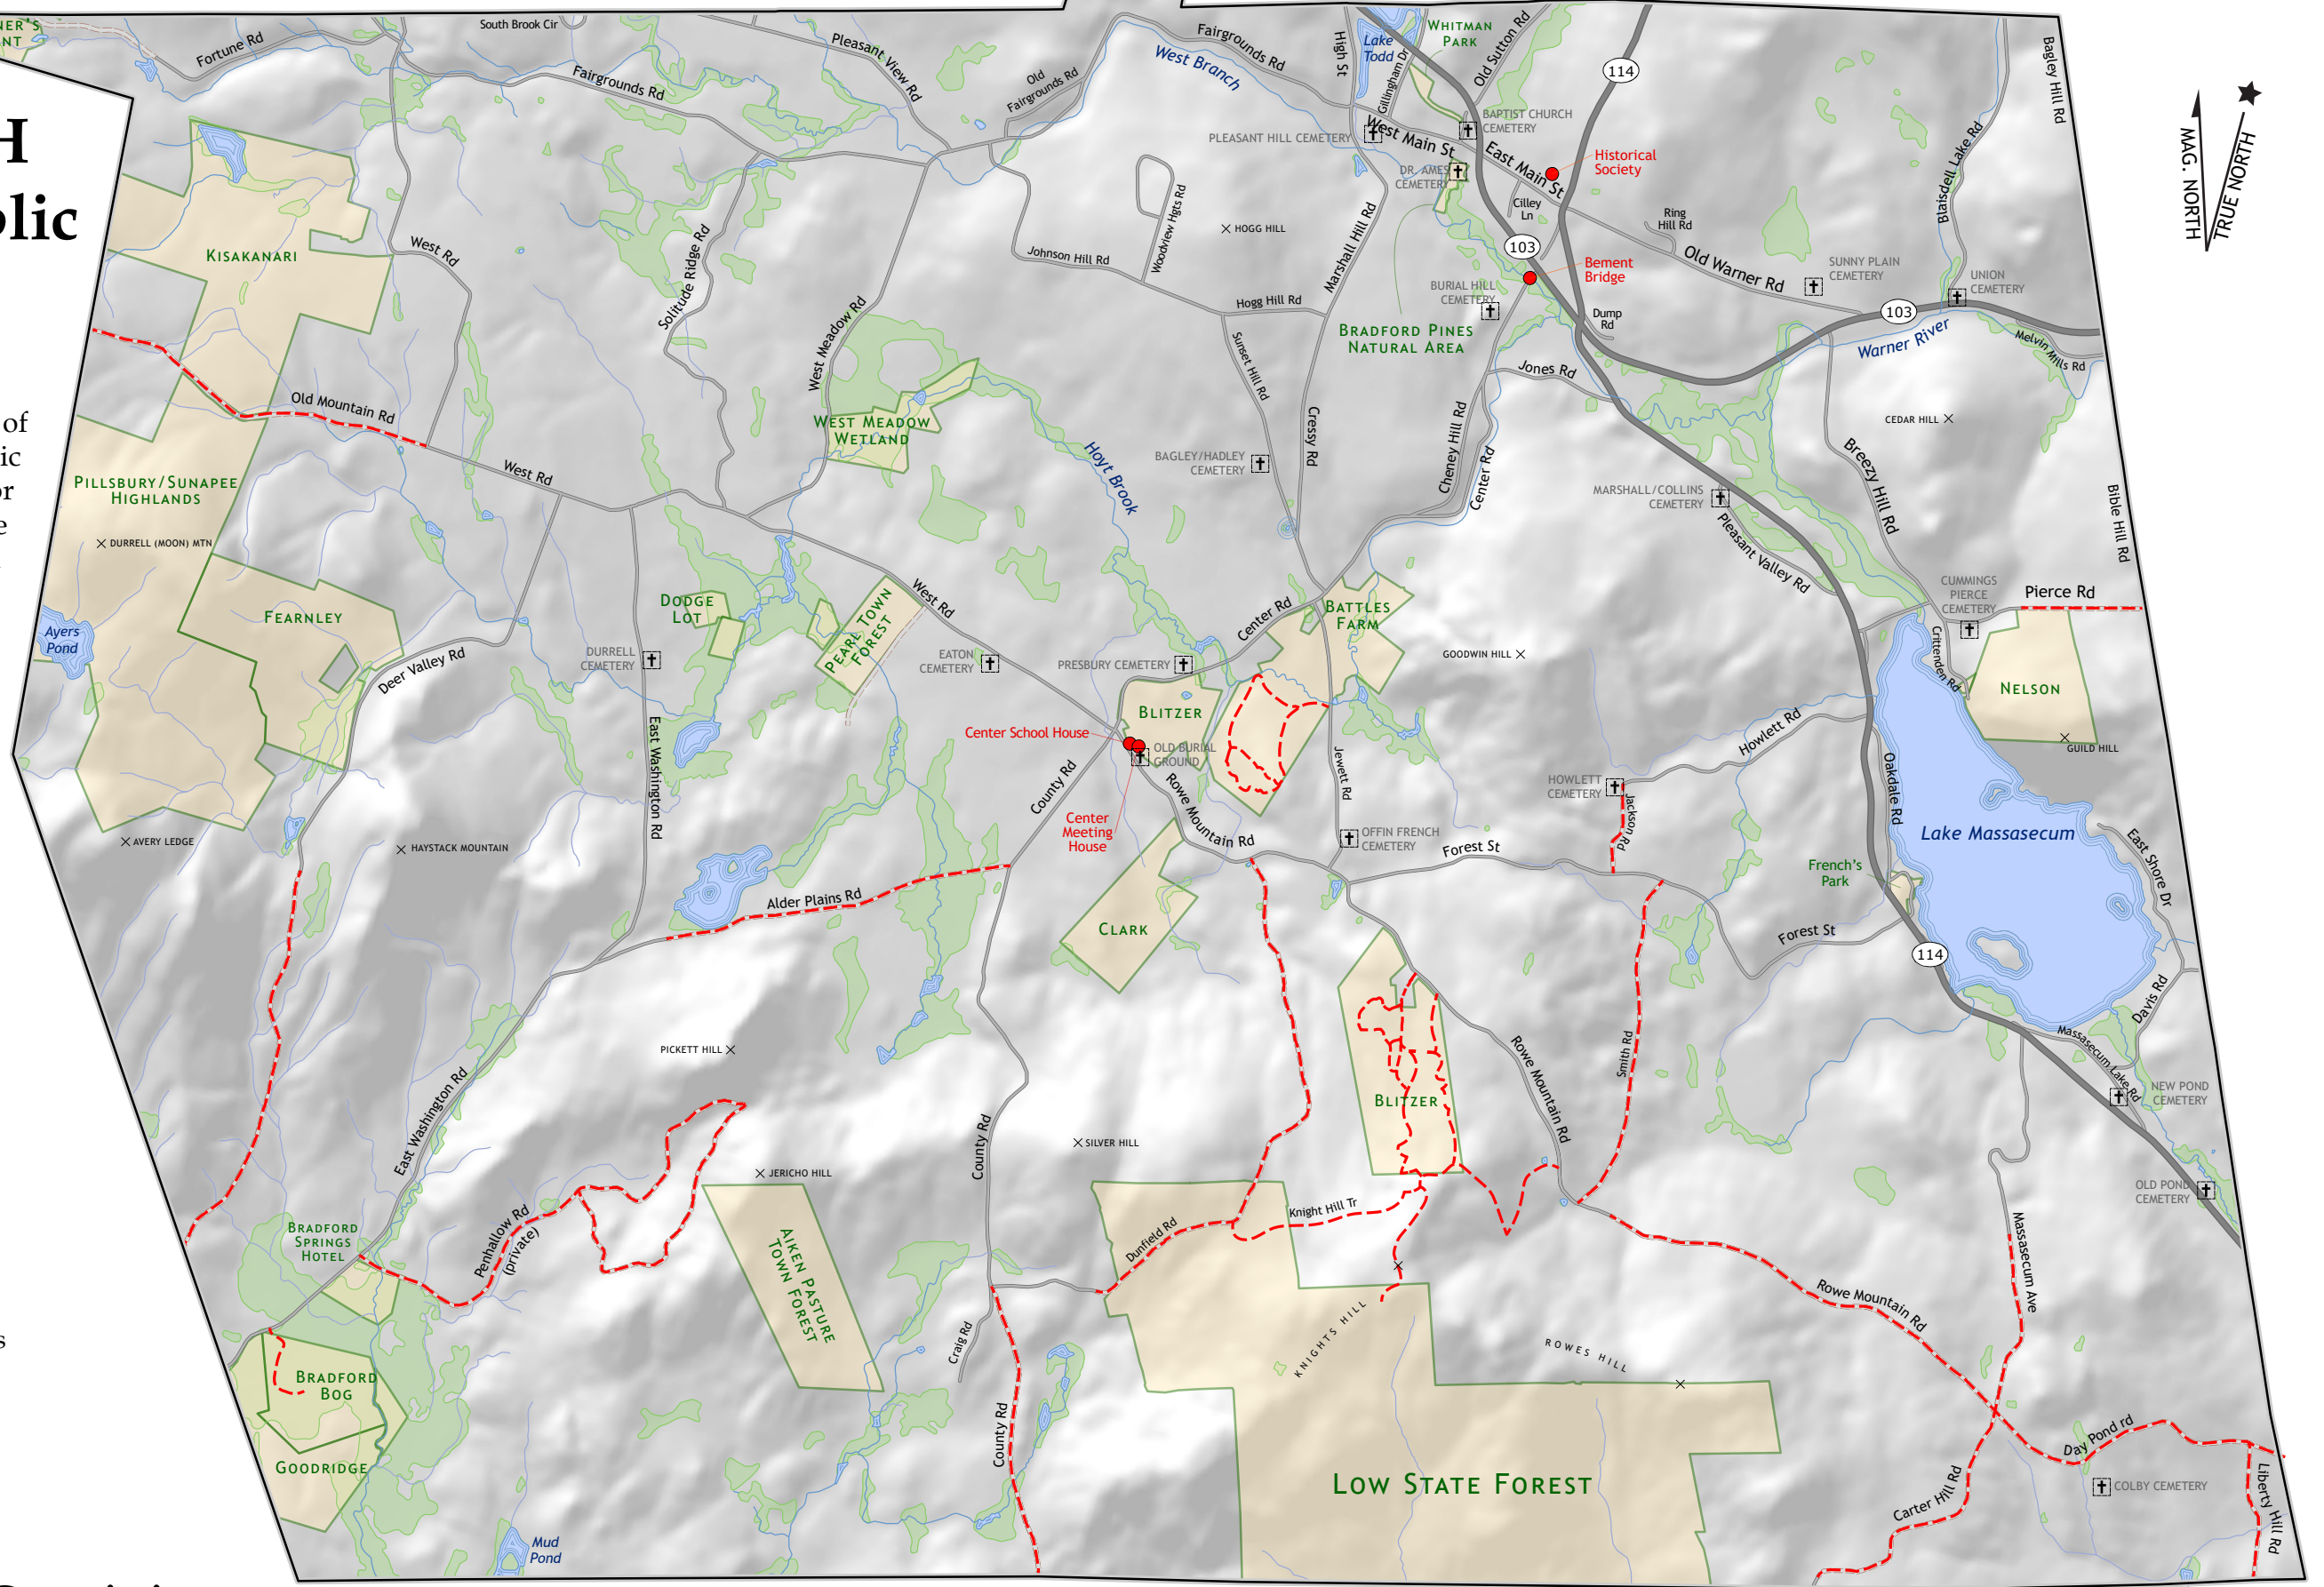 NER'S
NT
Fortune Rd
South Brook Cir
Fairgrounds Rd
Pleasant View Rd
Old
Fairgrounds Rd
West Branch
Fairgrounds Rd
High St
Lake
Todd
Gillingham Dr
WHITMAN
PARK
Old Sutton Rd
114
Bagley Hill Rd
MAG. NORTH
TRUE NORTH
H
blic
of
ic
or
e
s
PLEASANT HILL CEMETERY
West Main St
BAPTIST CHURCH
CEMETERY
East Main St
Historical
Society
DR. AMES
CEMETERY
Cilley
Ln
Ring
Hill Rd
Blaisdell Lake Rd
KISAKANARI
West Rd
Solitude Ridge Rd
Johnson Hill Rd
Woodview Hgts Rd
HOGG HILL
Marshall Hill Rd
103
Bement
Bridge
Old Warner Rd
SUNNY PLAIN
CEMETERY
UNION
CEMETERY
BURIAL HILL
CEMETERY
Hogg Hill Rd
BRADFORD PINES
NATURAL AREA
Dump
Rd
103
Warner River
Melvin Mills Rd
West Meadow Rd
Sunset Hill Rd
Jones Rd
Old Mountain Rd
WEST MEADOW
WETLAND
Cressy Rd
Cheney Hill Rd
Center Rd
CEDAR HILL
Breezy Hill Rd
Hoyt Brook
BAGLEY/HADLEY
CEMETERY
MARSHALL/COLLINS
CEMETERY
Pleasant Valley Rd
Bible Hill Rd
PILLSBURY/SUNAPEE
HIGHLANDS
West Rd
DURRELL (MOON) MTN
CUMMINGS
PIERCE
CEMETERY
Pierce Rd
Ayers
Pond
FEARNLEY
DODGE
LOT
PEARL TOWN
FOREST
West Rd
Center Rd
BATTLES
FARM
Crittenden Rd
Deer Valley Rd
DURRELL
CEMETERY
EATON
CEMETERY
PRESBURY CEMETERY
GOODWIN HILL
NELSON
GUILD HILL
East Washington Rd
Center School House
BLITZER
OLD BURIAL
GROUND
Howlett Rd
County Rd
Rowe Mountain Rd
Jewett Rd
HOWLETT
CEMETERY
Jackson Rd
Oakdale Rd
Lake Massasecum
Center
Meeting
House
OFFIN FRENCH
CEMETERY
Forest St
AVERY LEDGE
HAYSTACK MOUNTAIN
French's
Park
East Shore Dr
Alder Plains Rd
CLARK
Forest St
114
Davis Rd
PICKETT HILL
Rowe Mountain Rd
Smith Rd
Massasecum Lake Rd
NEW POND
CEMETERY
East Washington Rd
BLITZER
County Rd
SILVER HILL
JERICHO HILL
OLD POND
CEMETERY
BRADFORD
SPRINGS
HOTEL
Penhallow Rd
(private)
AIKEN PASTURE
TOWN FOREST
Dunfield Rd
Knight Hill Tr
Massasecum Ave
KNIGHTS HILL
ROWES HILL
Rowe Mountain Rd
Craig Rd
BRADFORD
BOG
GOODRIDGE
County Rd
LOW STATE FOREST
Day Pond rd
Carter Hill Rd
COLBY CEMETERY
Liberty Hill Rd
Mud
Pond